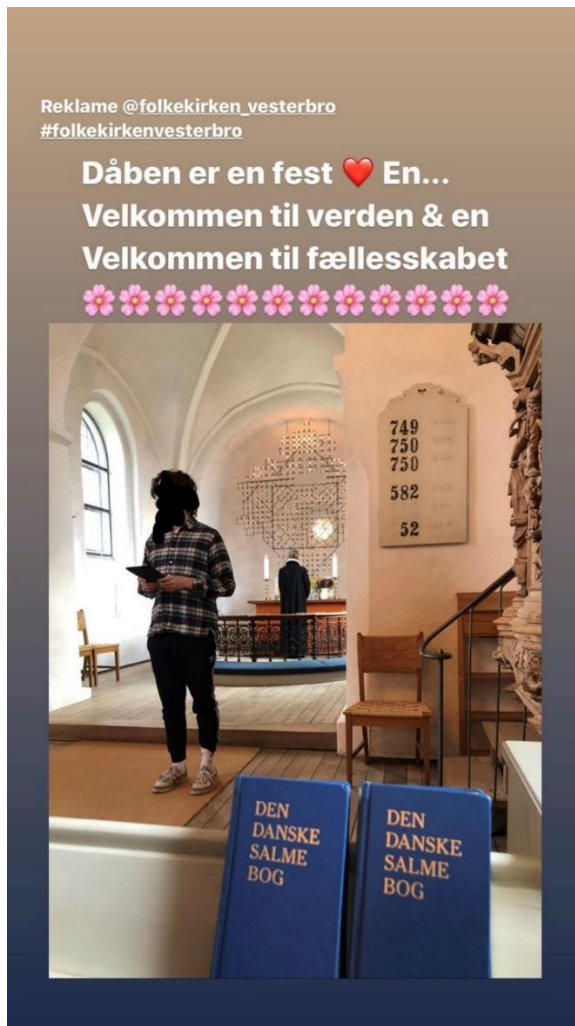 Reklame @folkekirken_vesterbro
#folkekirkenvesterbro
Dåben er en fest ❤️ En...
Velkommen til verden & en
Velkommen til fællesskabet
🌸🌸🌸🌸🌸🌸🌸🌸🌸🌸🌸🌸
749
750
750
582
52
DEN
DANSKE
SALME
BOG
DEN
DANSKE
SALME
BOG